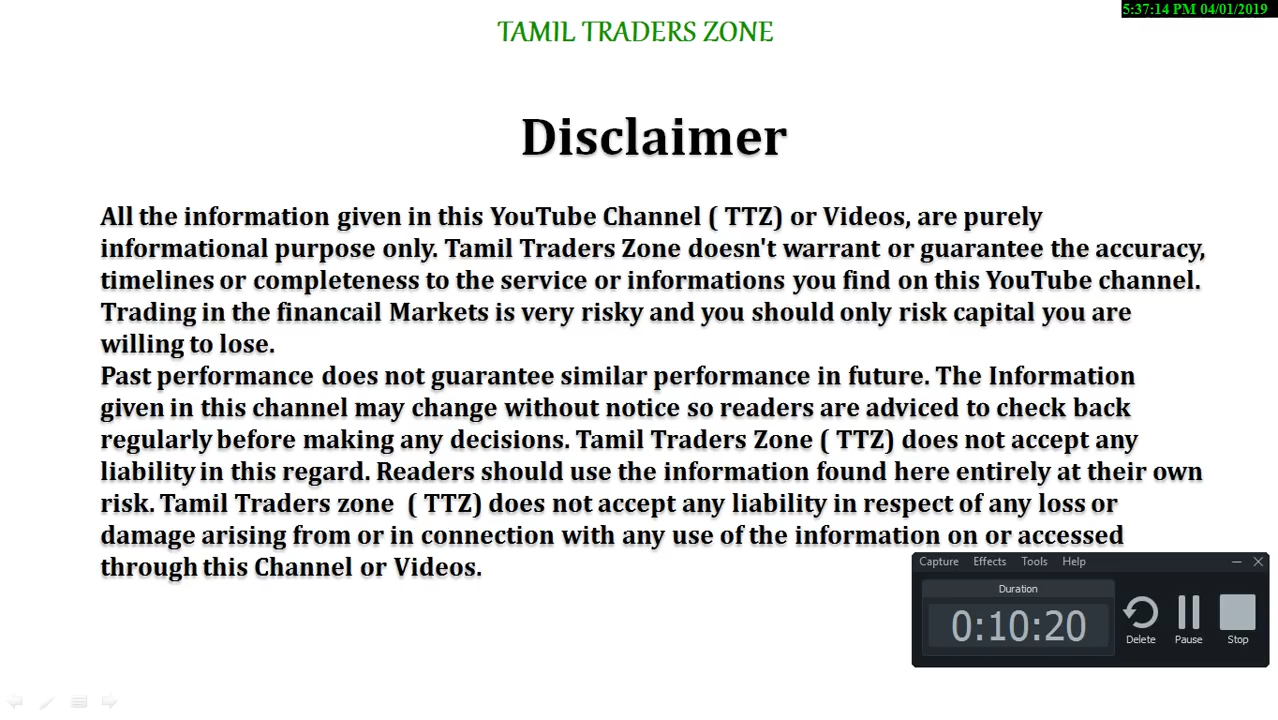 5:37:14 PM 04/01/2019
TAMIL TRADERS ZONE
Disclaimer
All the information given in this YouTube Channel ( TTZ) or Videos, are purely
informational purpose only. Tamil Traders Zone doesn't warrant or guarantee the accuracy,
timelines or completeness to the service or informations you find on this YouTube channel.
Trading in the financail Markets is very risky and you should only risk capital you are
willing to lose.
Past performance does not guarantee similar performance in future. The Information
given in this channel may change without notice so readers are adviced to check back
regularly before making any decisions. Tamil Traders Zone ( TTZ) does not accept any
liability in this regard. Readers should use the information found here entirely at their own
risk. Tamil Traders zone  ( TTZ) does not accept any liability in respect of any loss or
damage arising from or in connection with any use of the information on or accessed
through this Channel or Videos.
Capture Effects Tools Help
Duration
0:10:20
Delete Pause Stop